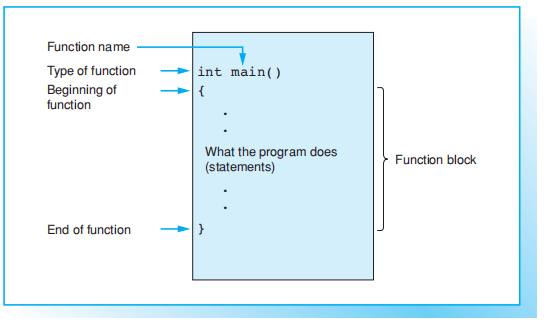 Function name
Type of function
int main()
Beginning of
function
{
.
.
What the program does
(statements)
Function block
.
.
End of function
}